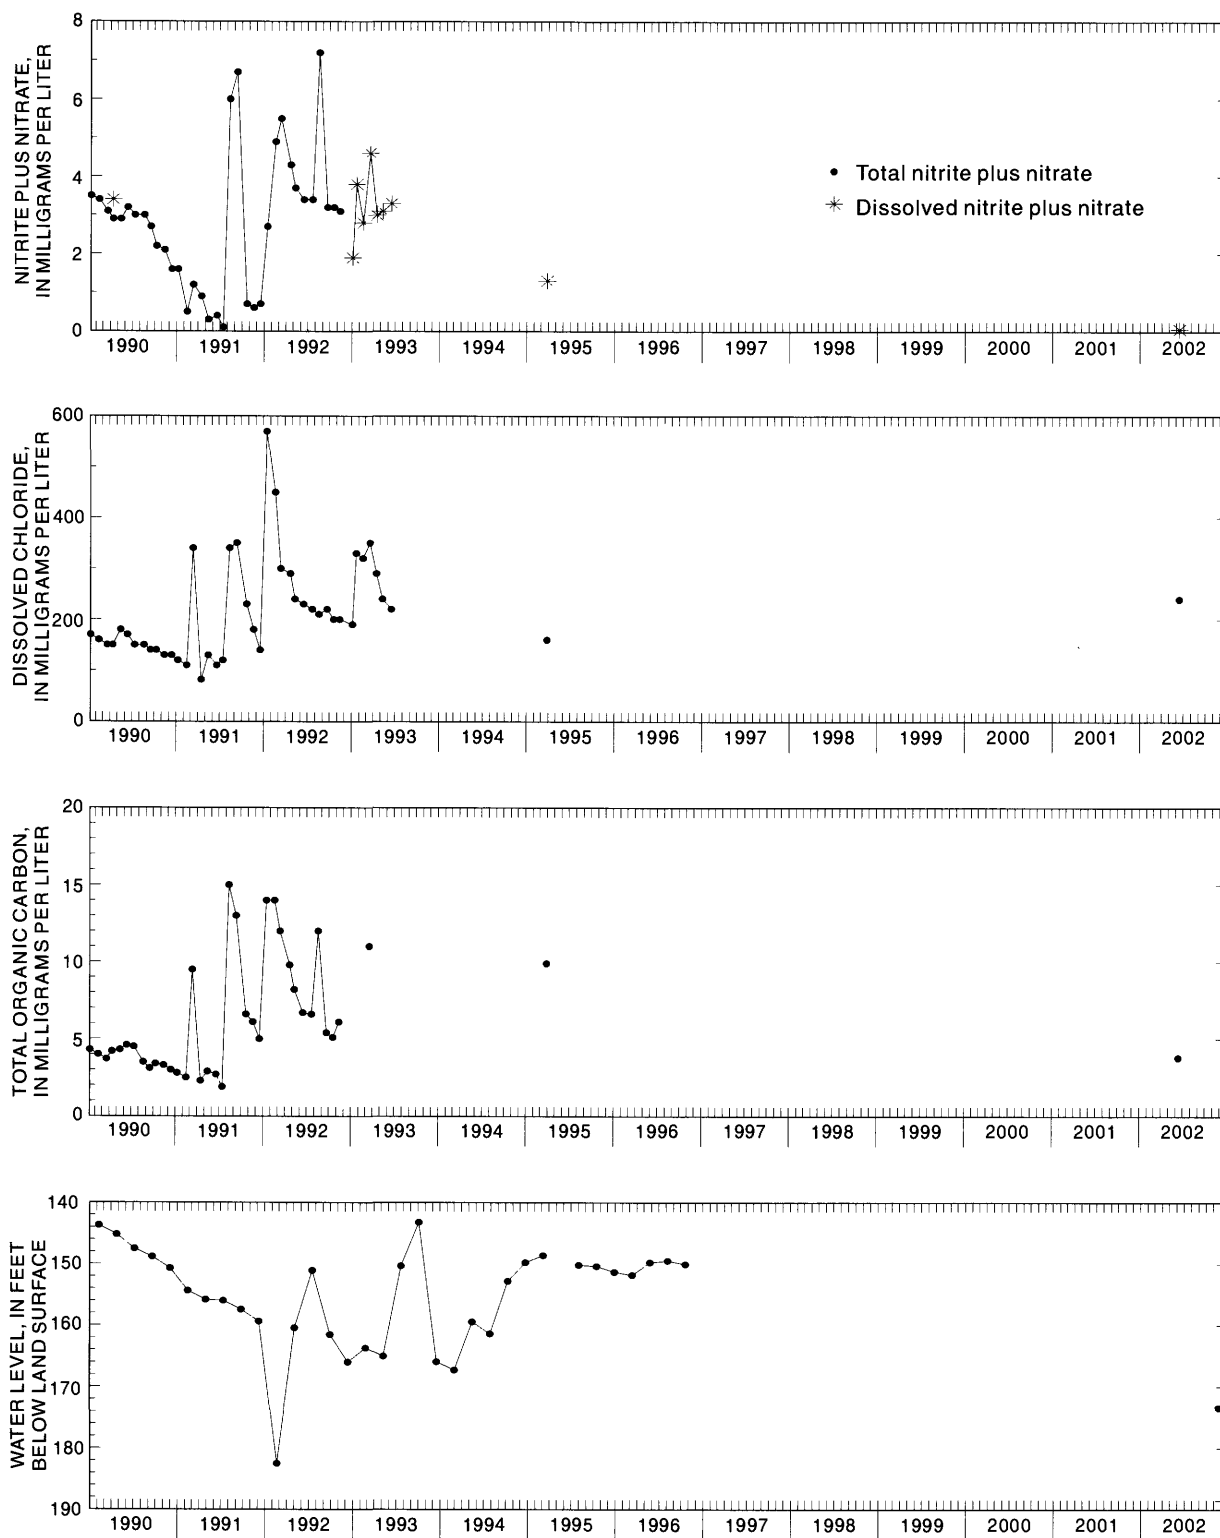 NITRITE PLUS NITRATE,
IN MILLIGRAMS PER LITER
8
6
4
2
0
Total nitrite plus nitrate
Dissolved nitrite plus nitrate
1990 1991 1992 1993 1994 1995 1996 1997 1998 1999 2000 2001 2002
DISSOLVED CHLORIDE,
IN MILLIGRAMS PER LITER
600
400
200
0
1990 1991 1992 1993 1994 1995 1996 1997 1998 1999 2000 2001 2002
TOTAL ORGANIC CARBON,
IN MILLIGRAMS PER LITER
20
15
10
5
0
1990 1991 1992 1993 1994 1995 1996 1997 1998 1999 2000 2001 2002
WATER LEVEL, IN FEET
BELOW LAND SURFACE
140
150
160
170
180
190
1990 1991 1992 1993 1994 1995 1996 1997 1998 1999 2000 2001 2002